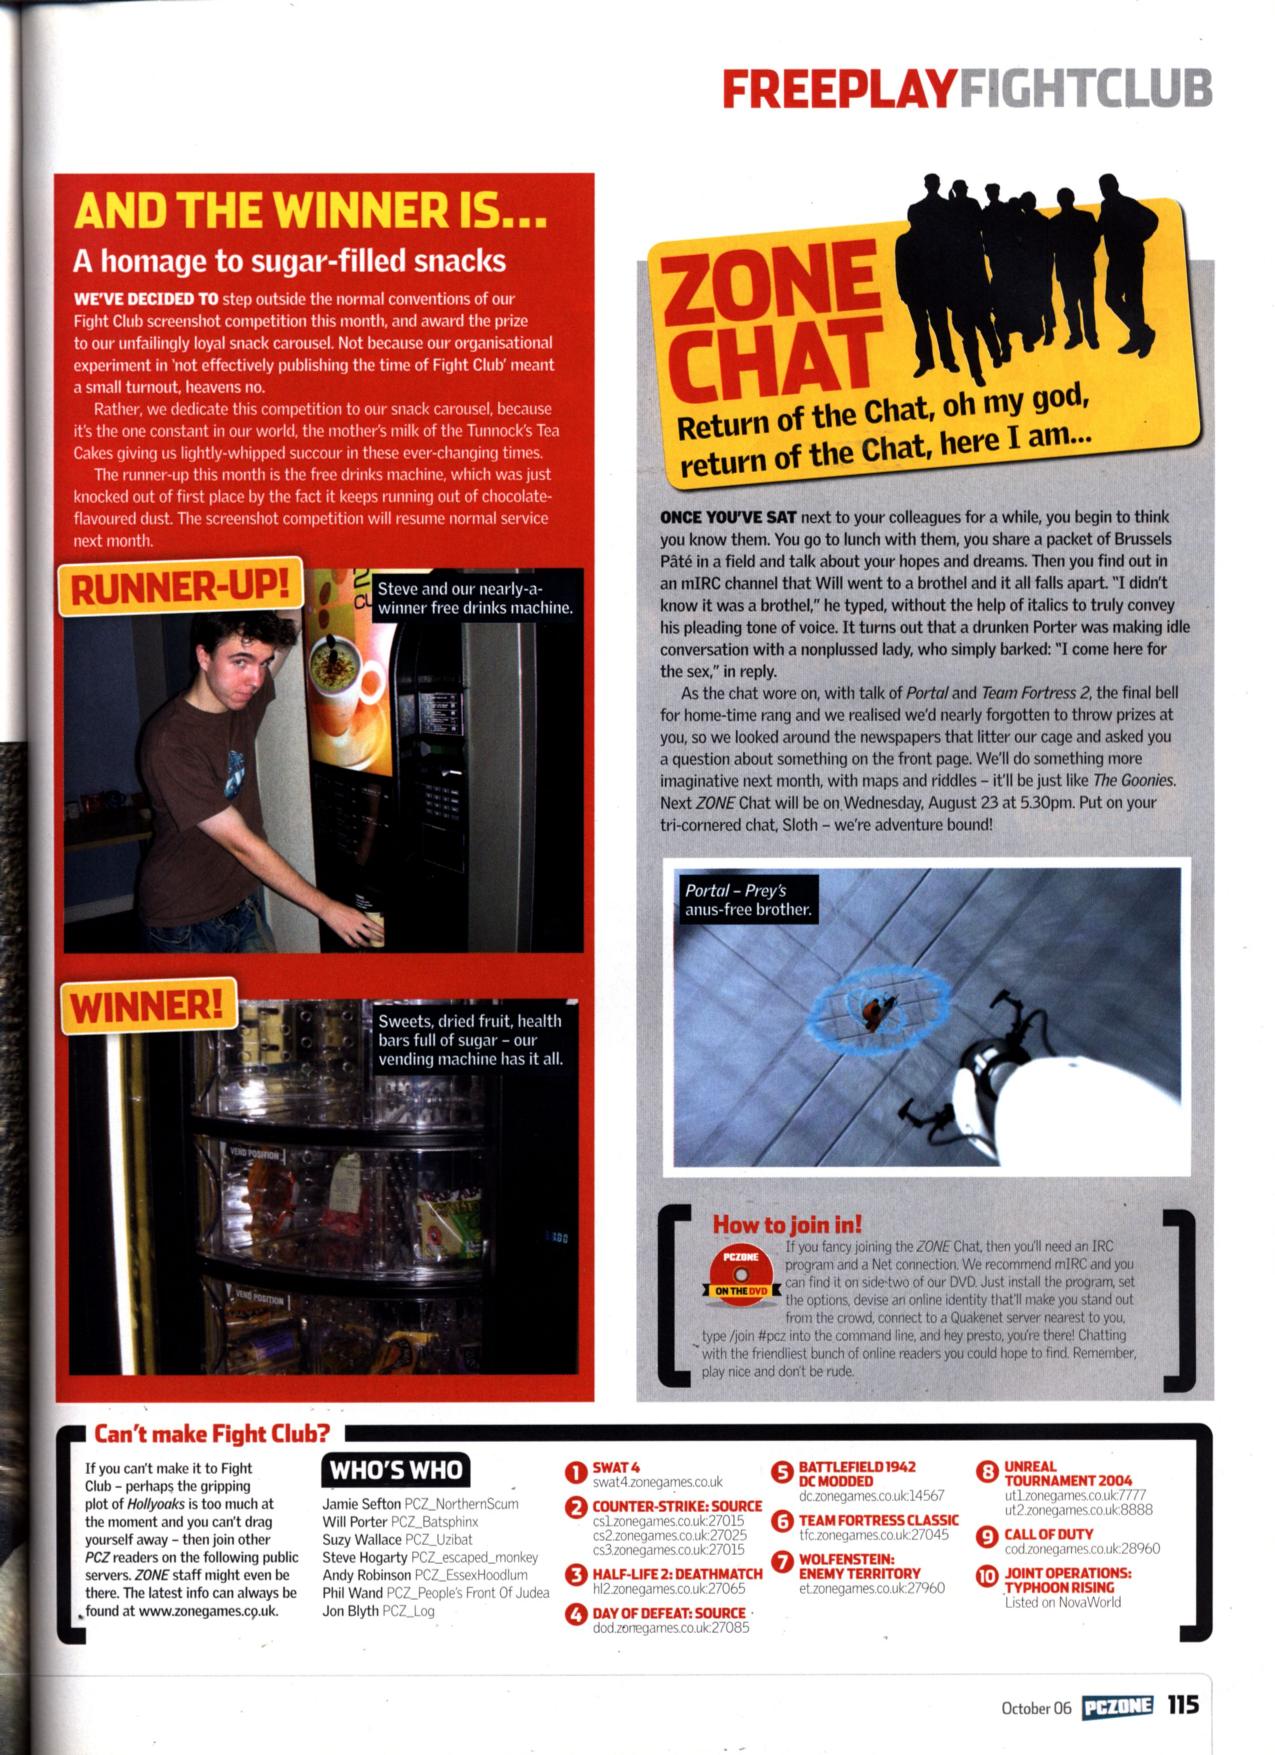 FREEPLAYFIGHTCLUB
AND THE WINNER IS...
A homage to sugar-filled snacks
WE'VE DECIDED TO step outside the normal conventions of our
Fight Club screenshot competition this month, and award the prize
to our unfailingly loyal snack carousel. Not because our organisational
experiment in 'not effectively publishing the time of Fight Club' meant
a small turnout, heavens no.
Rather, we dedicate this competition to our snack carousel, because
it's the one constant in our world, the mother's milk of the Tunnock's Tea
Cakes giving us lightly-whipped succour in these ever-changing times.
The runner-up this month is the free drinks machine, which was just
knocked out of first place by the fact it keeps running out of chocolate-
flavoured dust. The screenshot competition will resume normal service
next month.
RUNNER-UP!
Steve and our nearly-a-
winner free drinks machine.
WINNER!
Sweets, dried fruit, health
bars full of sugar – our
vending machine has it all.
VEND POSITION
VEND POSITION
ZONE
CHAT
Return of the Chat, oh my god,
return of the Chat, here I am...
ONCE YOU'VE SAT next to your colleagues for a while, you begin to think
you know them. You go to lunch with them, you share a packet of Brussels
Pâté in a field and talk about your hopes and dreams. Then you find out in
an mIRC channel that Will went to a brothel and it all falls apart. "I didn't
know it was a brothel," he typed, without the help of italics to truly convey
his pleading tone of voice. It turns out that a drunken Porter was making idle
conversation with a nonplussed lady, who simply barked: "I come here for
the sex," in reply.
As the chat wore on, with talk of Portal and Team Fortress 2, the final bell
for home-time rang and we realised we'd nearly forgotten to throw prizes at
you, so we looked around the newspapers that litter our cage and asked you
a question about something on the front page. We'll do something more
imaginative next month, with maps and riddles – it'll be just like The Goonies.
Next ZONE Chat will be on Wednesday, August 23 at 5.30pm. Put on your
tri-cornered chat, Sloth – we're adventure bound!
Portal – Prey's
anus-free brother.
How to join in!
PCZONE
ON THE DVD
If you fancy joining the ZONE Chat, then you'll need an IRC
program and a Net connection. We recommend mIRC and you
can find it on side-two of our DVD. Just install the program, set
the options, devise an online identity that'll make you stand out
from the crowd, connect to a Quakenet server nearest to you,
type /join #pcz into the command line, and hey presto, you're there! Chatting
with the friendliest bunch of online readers you could hope to find. Remember,
play nice and don't be rude.
Can't make Fight Club?
If you can't make it to Fight
Club – perhaps the gripping
plot of Hollyoaks is too much at
the moment and you can't drag
yourself away – then join other
PCZ readers on the following public
servers. ZONE staff might even be
there. The latest info can always be
found at www.zonegames.co.uk.
WHO'S WHO
Jamie Sefton PCZ_NorthernScum
Will Porter PCZ_Batsphinx
Suzy Wallace PCZ_Uzibat
Steve Hogarty PCZ_escaped_monkey
Andy Robinson PCZ_EssexHoodlum
Phil Wand PCZ_People's Front Of Judea
Jon Blyth PCZ_Log
1 SWAT 4
swat4.zonegames.co.uk
2 COUNTER-STRIKE: SOURCE
cs1.zonegames.co.uk:27015
cs2.zonegames.co.uk:27025
cs3.zonegames.co.uk:27015
3 HALF-LIFE 2: DEATHMATCH
hl2.zonegames.co.uk:27065
4 DAY OF DEFEAT: SOURCE
dod.zonegames.co.uk:27085
5 BATTLEFIELD 1942
DC MODDED
dc.zonegames.co.uk:14567
6 TEAM FORTRESS CLASSIC
tfc.zonegames.co.uk:27045
7 WOLFENSTEIN:
ENEMY TERRITORY
et.zonegames.co.uk:27960
8 UNREAL
TOURNAMENT 2004
ut1.zonegames.co.uk:7777
ut2.zonegames.co.uk:8888
9 CALL OF DUTY
cod.zonegames.co.uk:28960
10 JOINT OPERATIONS:
TYPHOON RISING
Listed on NovaWorld
October 06 PCZONE 115